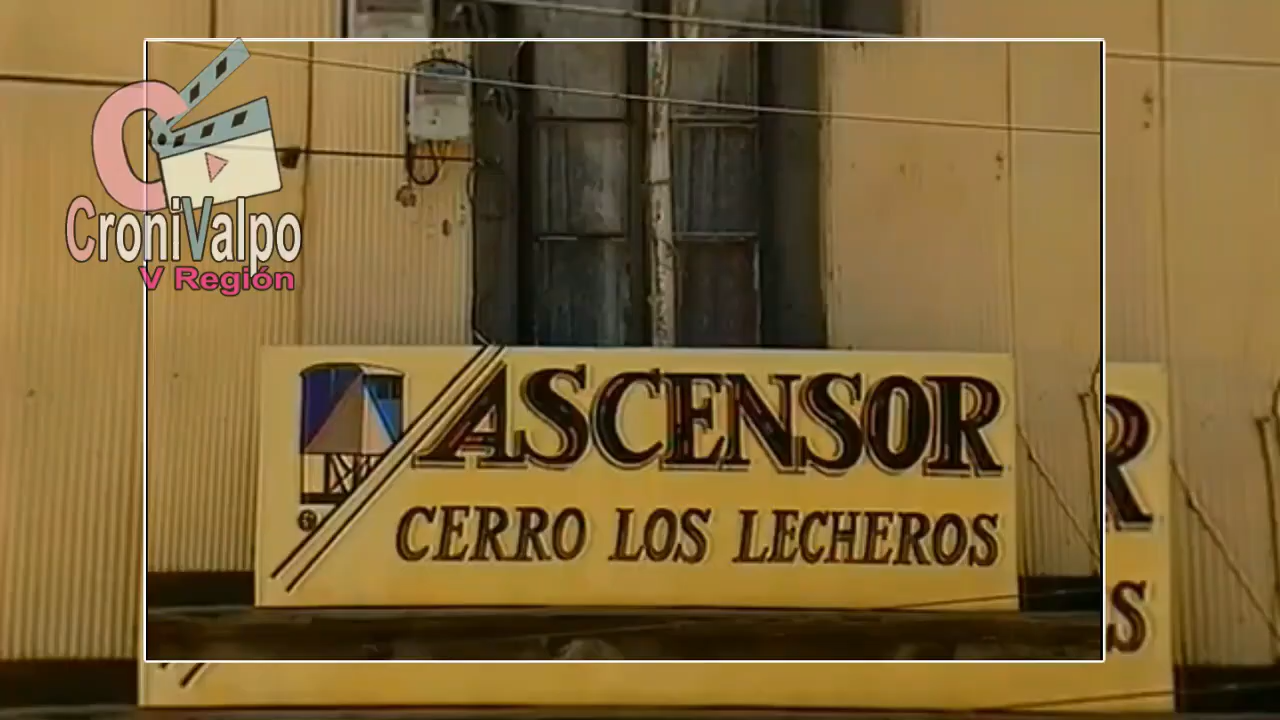 CroniValpo
V Región
ASCENSOR
CERRO LOS LECHEROS
R
S